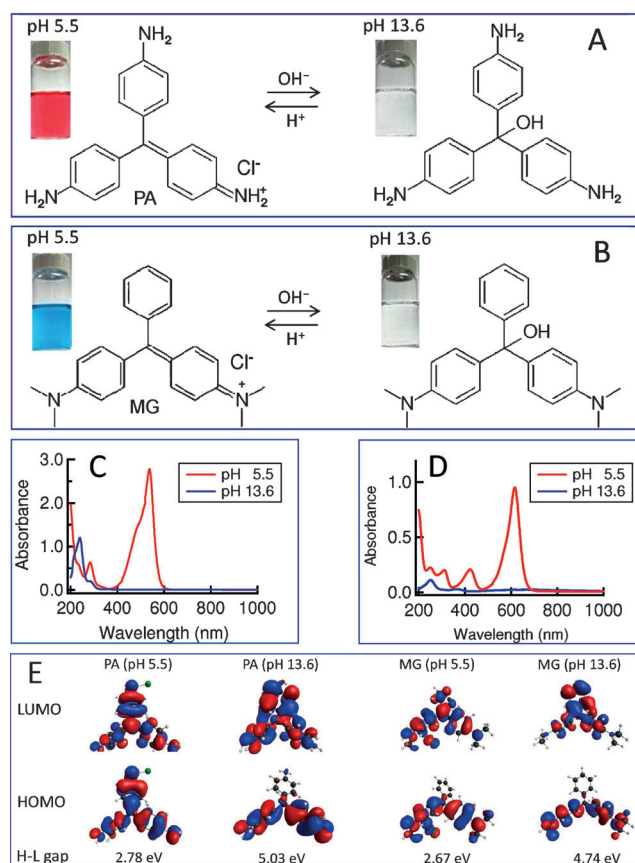 pH 5.5
NH₂
OH⁻
H⁺
H₂N
PA
Cl⁻
NH₂⁺
pH 13.6
A
NH₂
OH
H₂N
NH₂
pH 5.5
OH⁻
H⁺
Cl⁻
N
MG
N⁺
pH 13.6
B
OH
N
N
C
pH 5.5
pH 13.6
Absorbance
3.0
2.0
1.0
0.0
200 400 600 800 1000
Wavelength (nm)
D
pH 5.5
pH 13.6
Absorbance
1.0
0.5
0.0
200 400 600 800 1000
Wavelength (nm)
E
PA (pH 5.5) PA (pH 13.6) MG (pH 5.5) MG (pH 13.6)
LUMO
HOMO
H-L gap 2.78 eV 5.03 eV 2.67 eV 4.74 eV